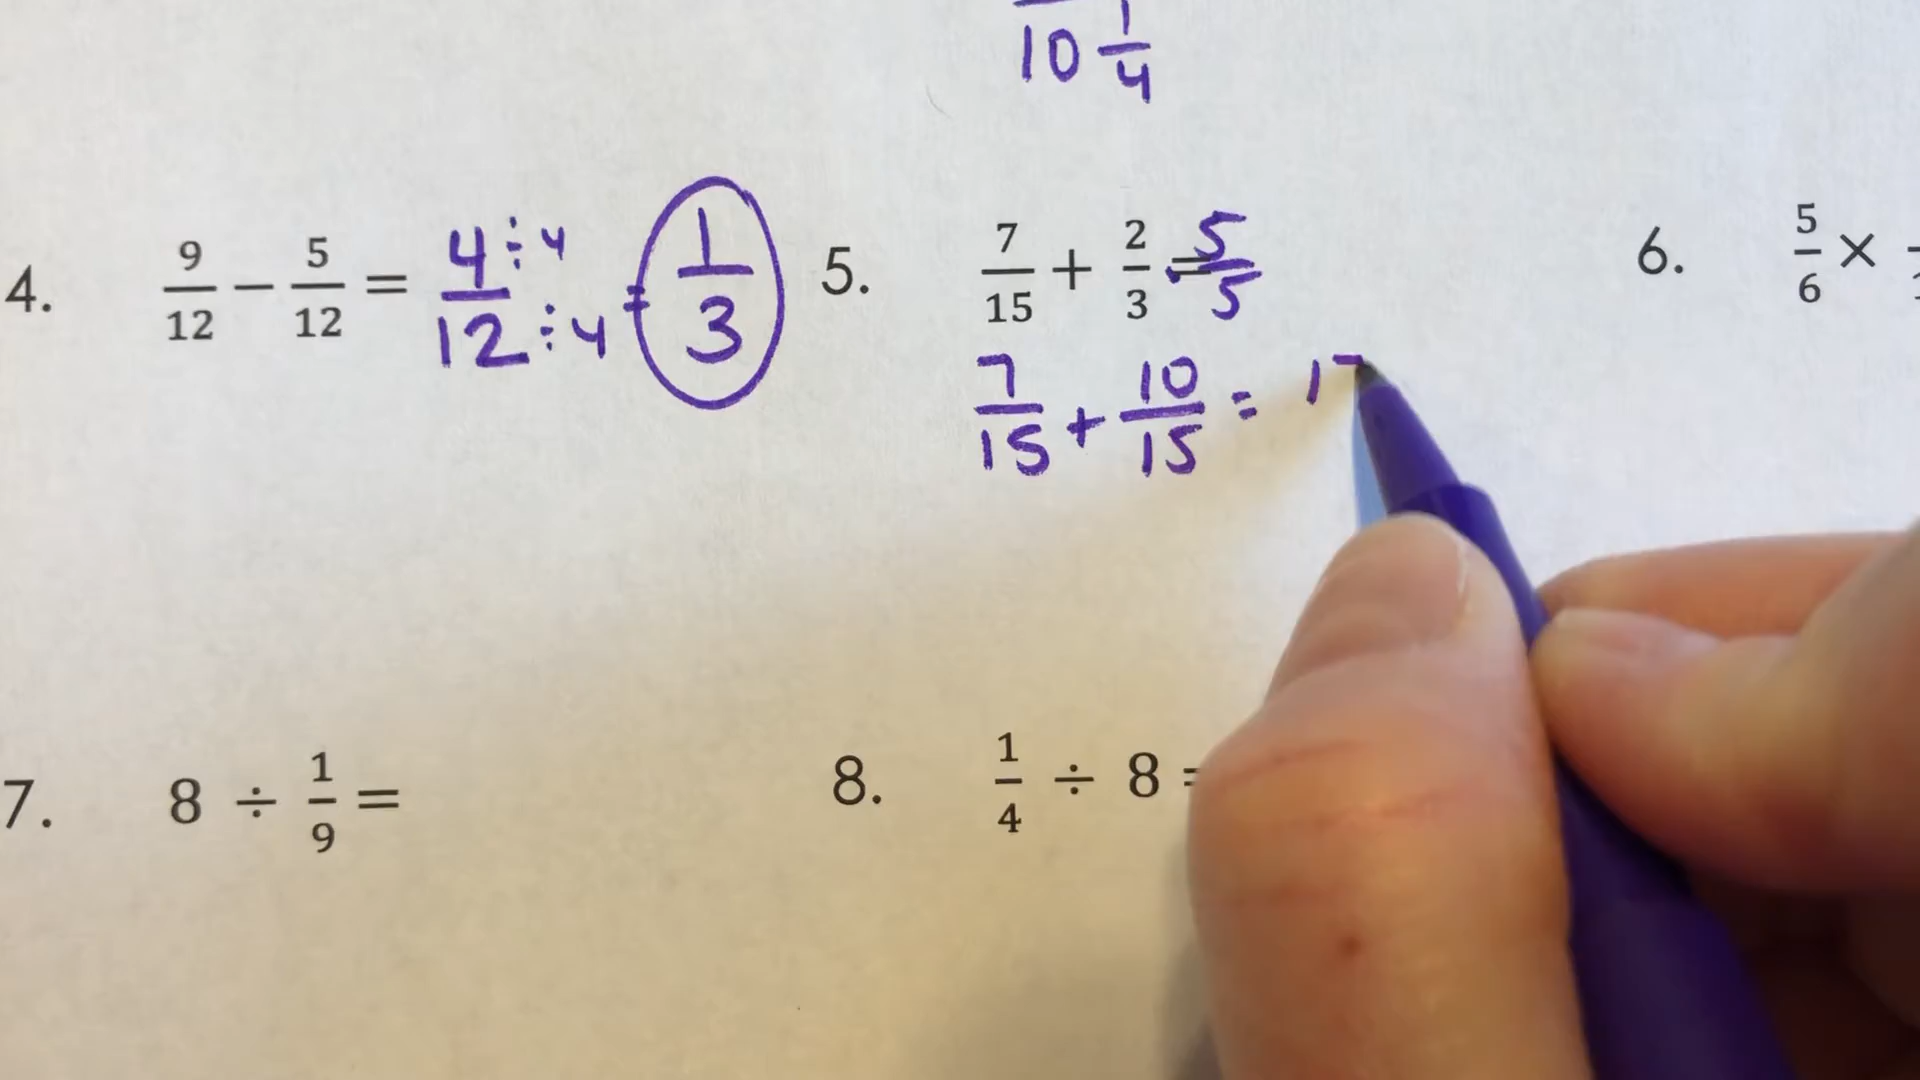 10 1/4
4. 9/12 − 5/12 = 4/12 ÷4/÷4 = 1/3
5. 7/15 + 2/3 = · 5/5
7/15 + 10/15 = 17
6. 5/6 ×
7. 8 ÷ 1/9 =
8. 1/4 ÷ 8 =